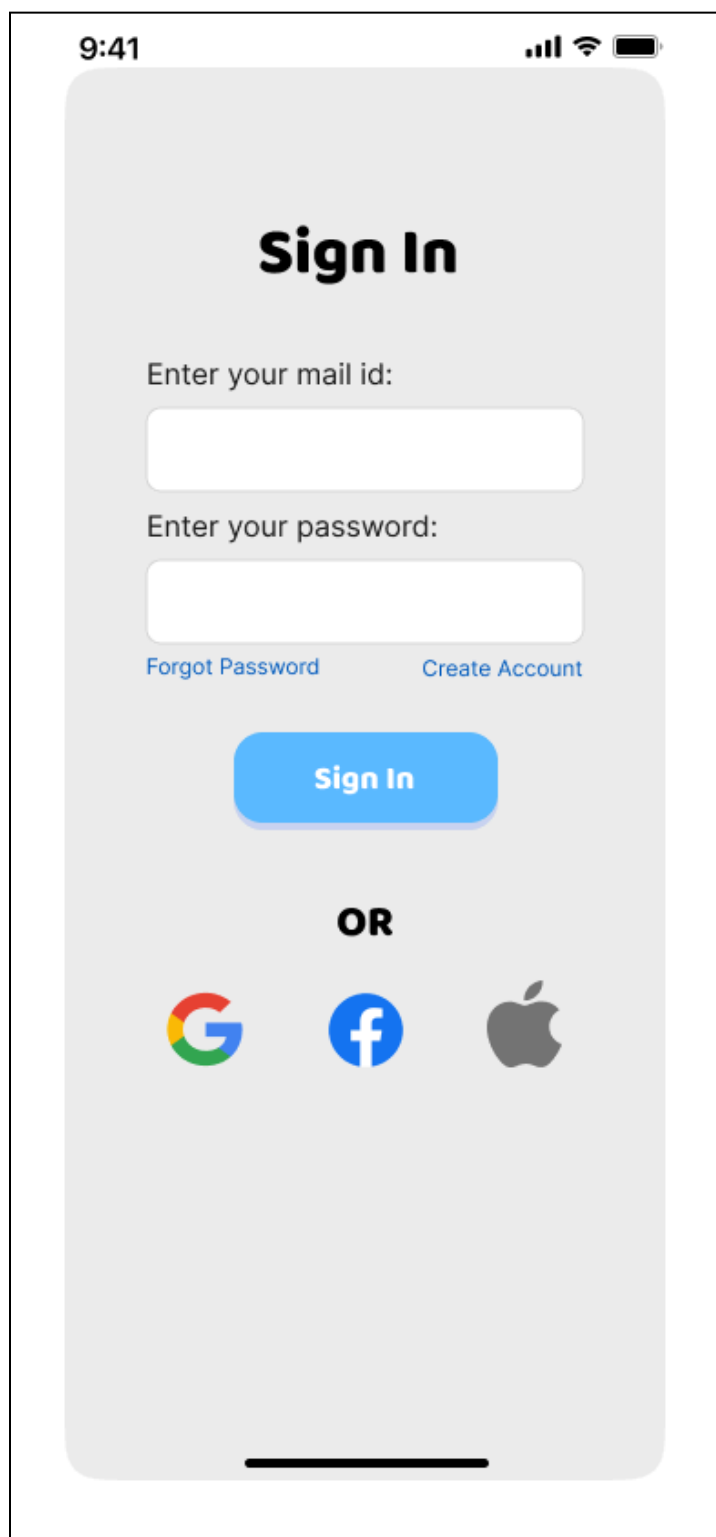 9:41
Sign In
Enter your mail id:
Enter your password:
Forgot Password Create Account
Sign In
OR